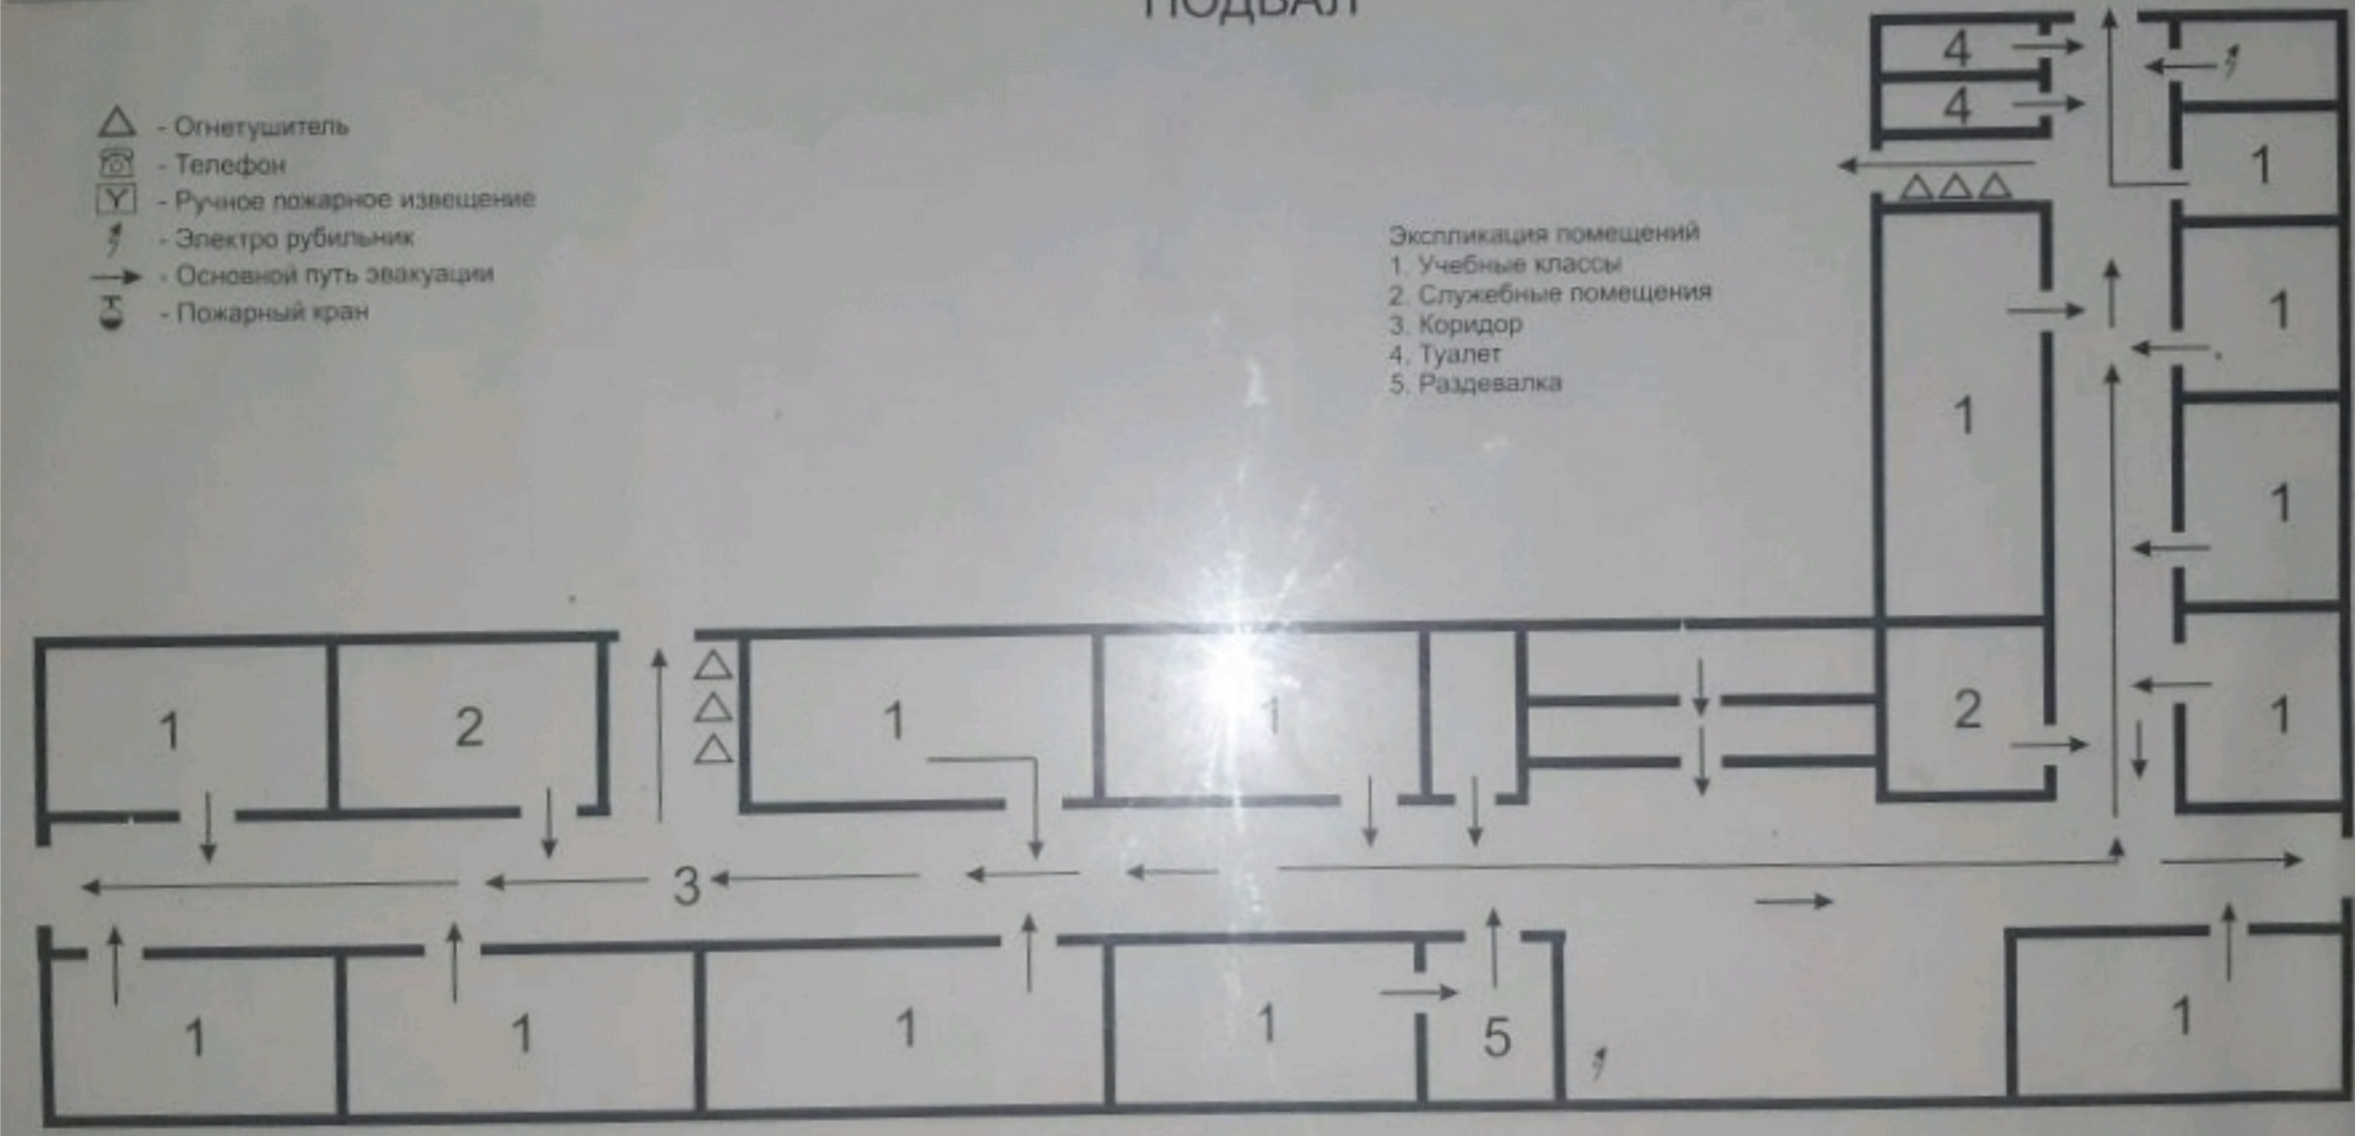 ПОДВАЛ
- Огнетушитель
- Телефон
Y - Ручное пожарное извещение
- Электро рубильник
- Основной путь эвакуации
- Пожарный кран
Экспликация помещений
1. Учебные классы
2. Служебные помещения
3. Коридор
4. Туалет
5. Раздевалка
4
4
1
1
1
1
1
1 2 1 1 2 1
3
1 1 1 1 5 1